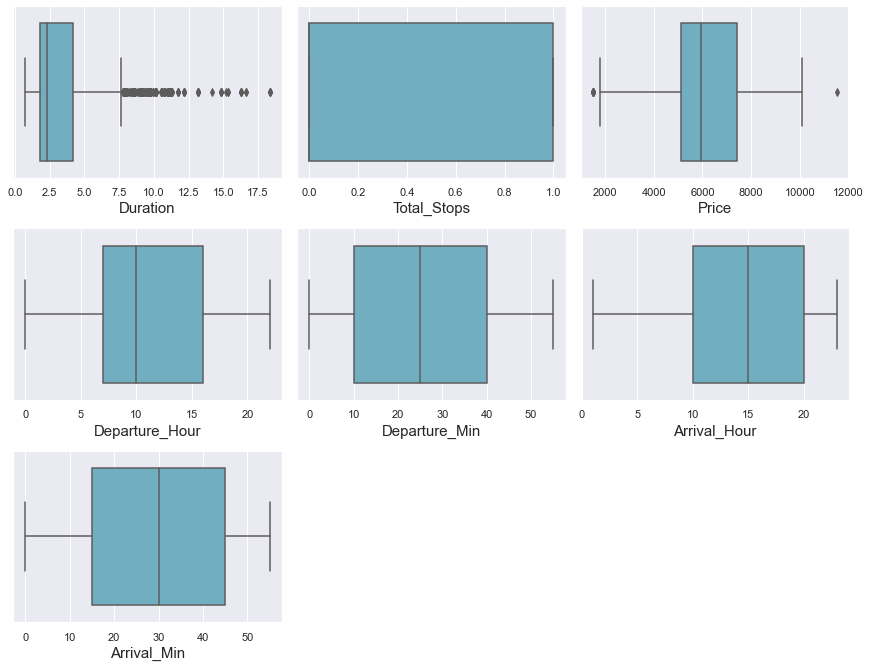 0.0 2.5 5.0 7.5 10.0 12.5 15.0 17.5
Duration
0.0 0.2 0.4 0.6 0.8 1.0
Total_Stops
2000 4000 6000 8000 10000 12000
Price
0 5 10 15 20
Departure_Hour
0 10 20 30 40 50
Departure_Min
0 5 10 15 20
Arrival_Hour
0 10 20 30 40 50
Arrival_Min